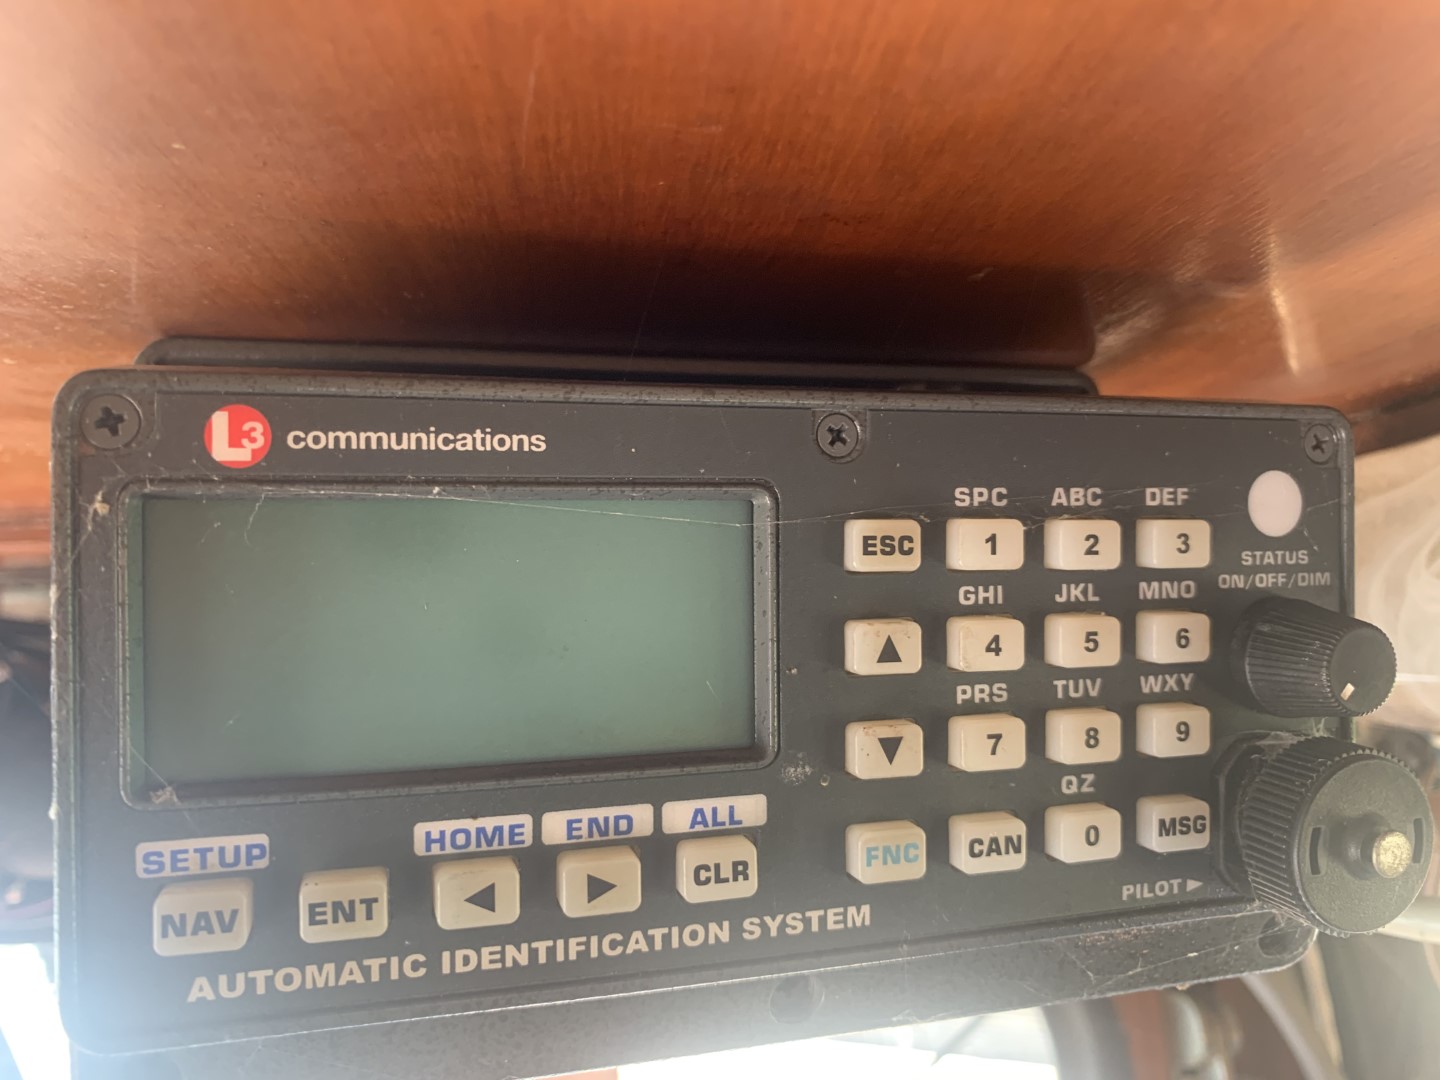 L3 communications
SPC ABC DEF
ESC 1 2 3
STATUS
ON/OFF/DIM
GHI JKL MNO
▲ 4 5 6
PRS TUV WXY
▼ 7 8 9
QZ
FNC CAN 0 MSG
PILOT ►
SETUP HOME END ALL
NAV ENT ◄ ► CLR
AUTOMATIC IDENTIFICATION SYSTEM